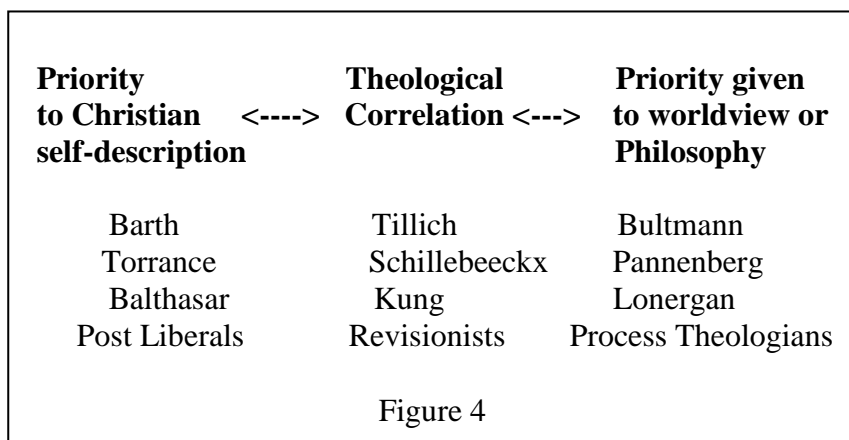 Priority Theological Priority given
to Christian <----> Correlation <---> to worldview or
self-description Philosophy
Barth Tillich Bultmann
Torrance Schillebeeckx Pannenberg
Balthasar Kung Lonergan
Post Liberals Revisionists Process Theologians
Figure 4